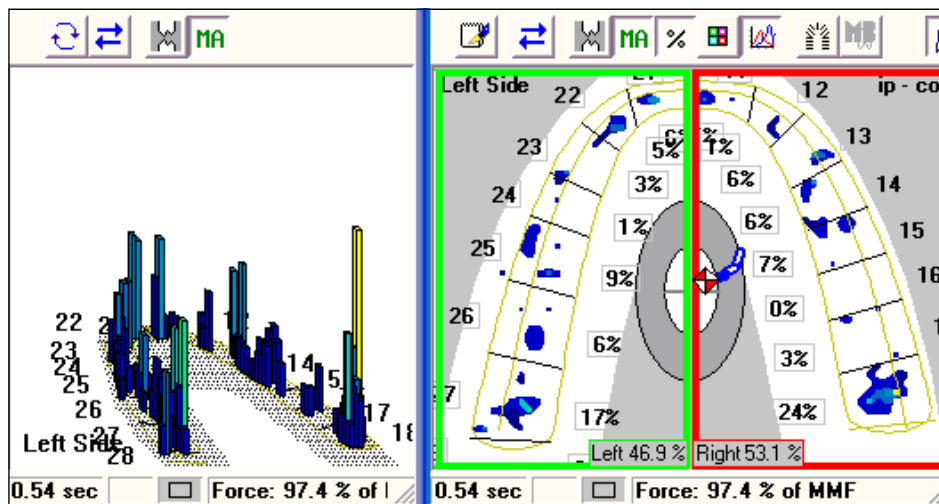 MA
22
23
24
25
26
27
28
14
17
Left Side
0.54 sec
Force: 97.4 % of
MA %
Left Side
ip - co
22
12
23
13
24
14
25
15
26
16
5%
1%
3%
6%
1%
6%
9%
7%
0%
6%
3%
17%
24%
Left 46.9 %
Right 53.1 %
0.54 sec
Force: 97.4 % of MMF